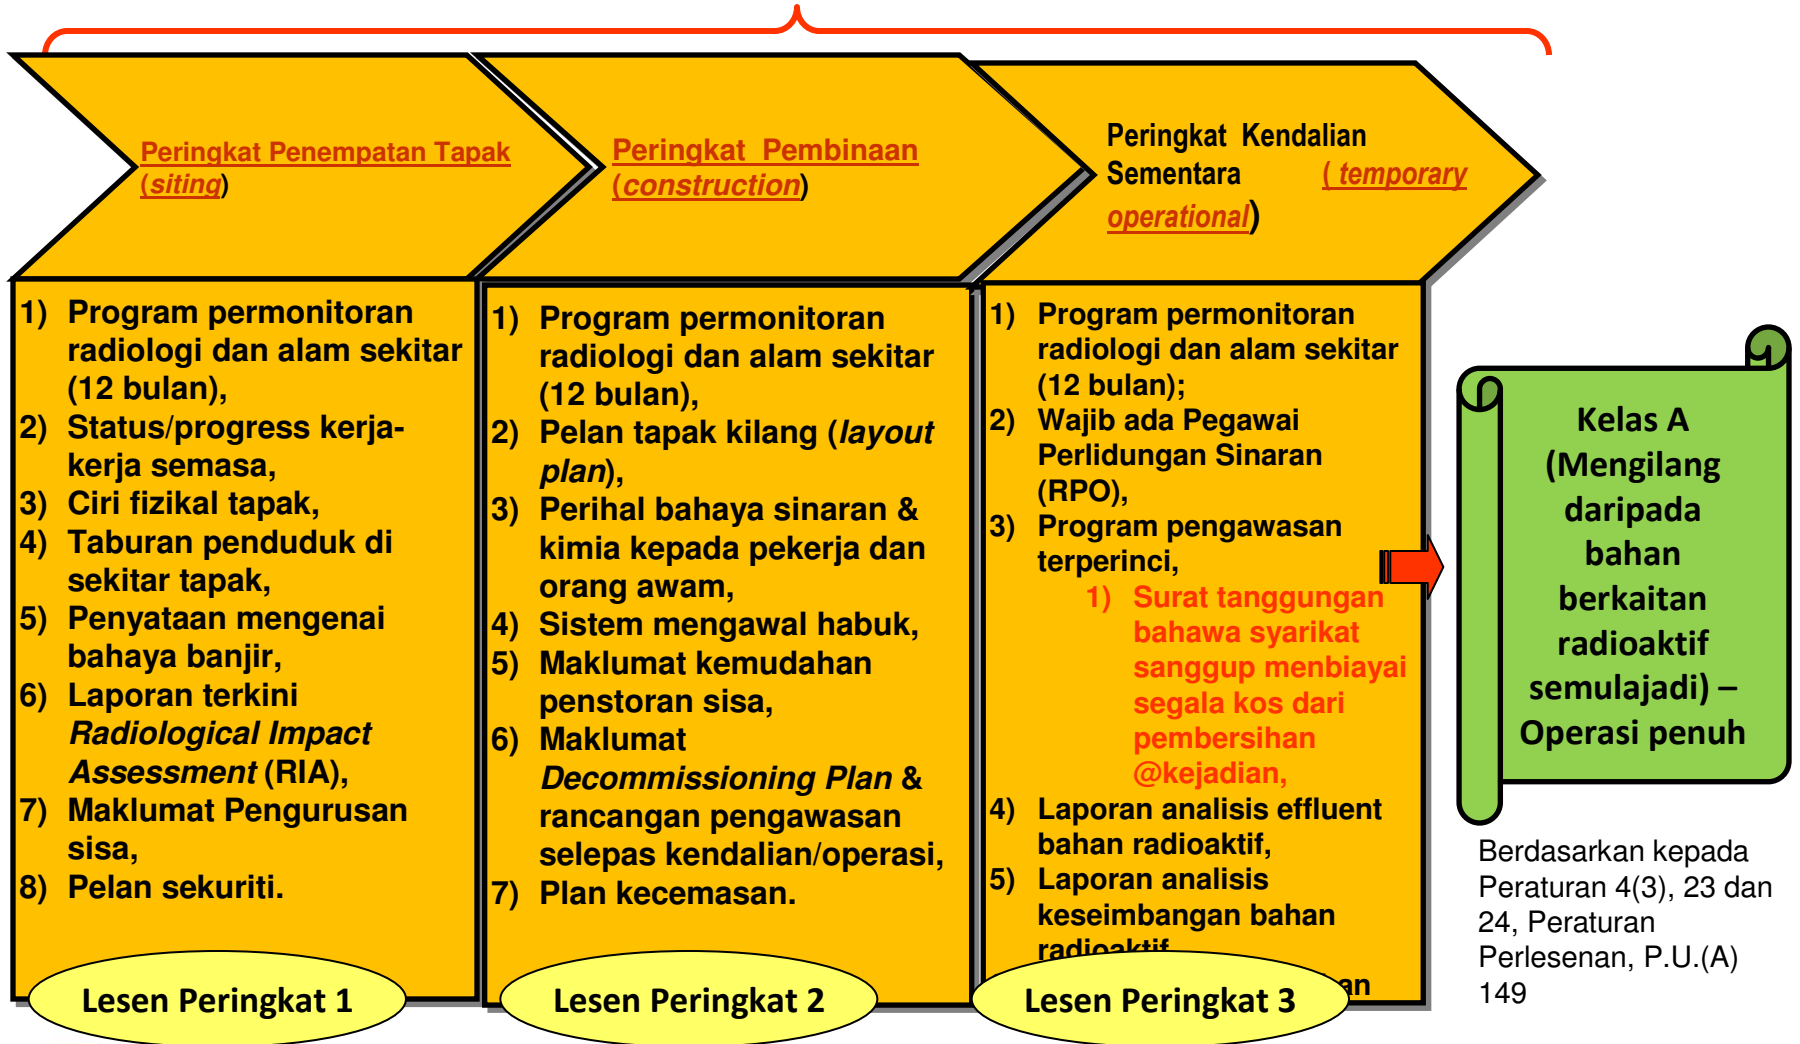 Peringkat Penempatan Tapak
(siting)
Peringkat Pembinaan
(construction)
Peringkat Kendalian
Sementara ( temporary
operational)
1) Program permonitoran
radiologi dan alam sekitar
(12 bulan),
2) Status/progress kerja-
kerja semasa,
3) Ciri fizikal tapak,
4) Taburan penduduk di
sekitar tapak,
5) Penyataan mengenai
bahaya banjir,
6) Laporan terkini
Radiological Impact
Assessment (RIA),
7) Maklumat Pengurusan
sisa,
8) Pelan sekuriti.
Lesen Peringkat 1
1) Program permonitoran
radiologi dan alam sekitar
(12 bulan),
2) Pelan tapak kilang (layout
plan),
3) Perihal bahaya sinaran &
kimia kepada pekerja dan
orang awam,
4) Sistem mengawal habuk,
5) Maklumat kemudahan
penstoran sisa,
6) Maklumat
Decommissioning Plan &
rancangan pengawasan
selepas kendalian/operasi,
7) Plan kecemasan.
Lesen Peringkat 2
1) Program permonitoran
radiologi dan alam sekitar
(12 bulan);
2) Wajib ada Pegawai
Perlidungan Sinaran
(RPO),
3) Program pengawasan
terperinci,
1) Surat tanggungan
bahawa syarikat
sanggup menbiayai
segala kos dari
pembersihan
@kejadian,
4) Laporan analisis effluent
bahan radioaktif,
5) Laporan analisis
keseimbangan bahan
radioaktif
Lesen Peringkat 3
Kelas A
(Mengilang
daripada
bahan
berkaitan
radioaktif
semulajadi) –
Operasi penuh
Berdasarkan kepada
Peraturan 4(3), 23 dan
24, Peraturan
Perlesenan, P.U.(A)
149